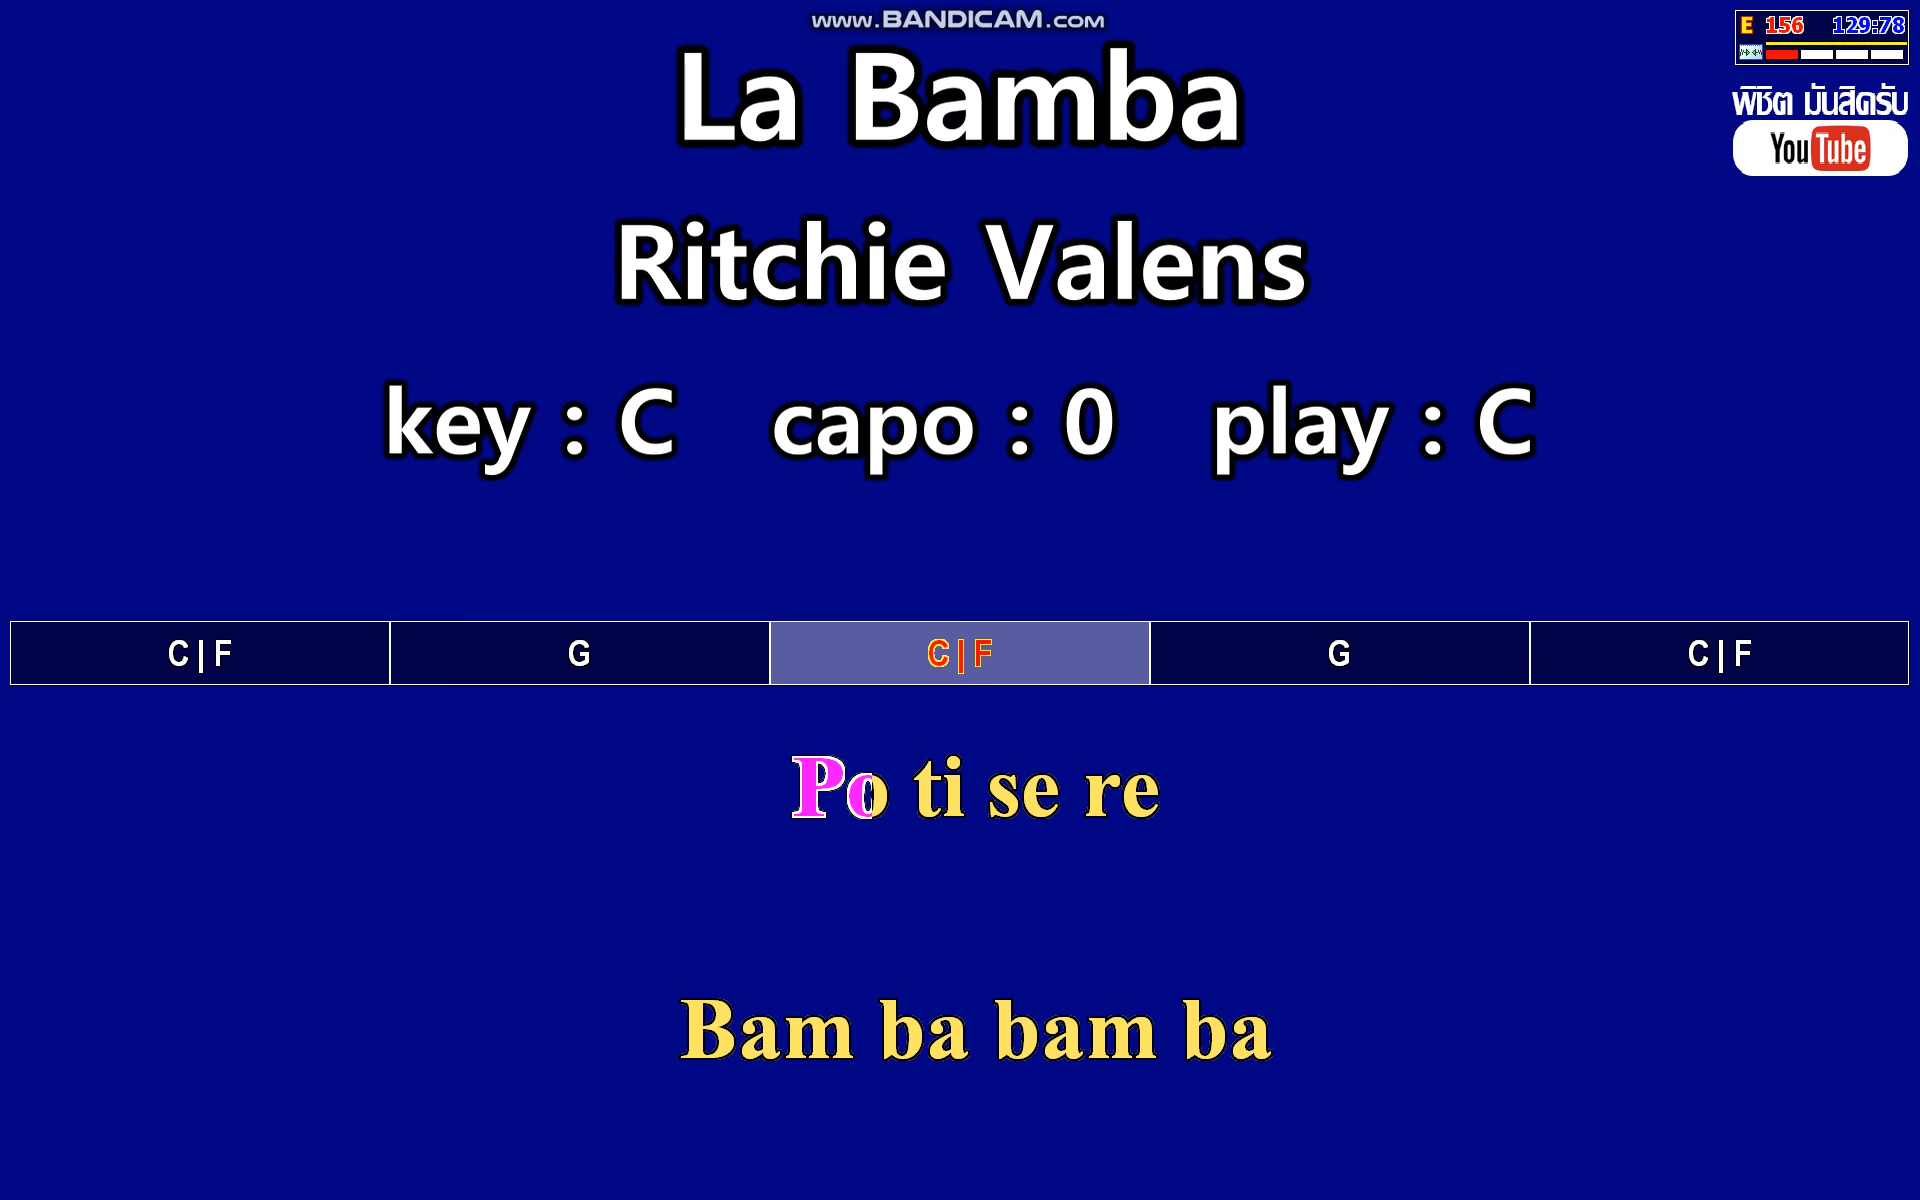 www.BANDICAM.com
E 156 129:78
La Bamba
พิชิต มันสิครับ
YouTube
Ritchie Valens
key : C capo : 0 play : C
C | F G C | F G C | F
Po ti se re
Bam ba bam ba